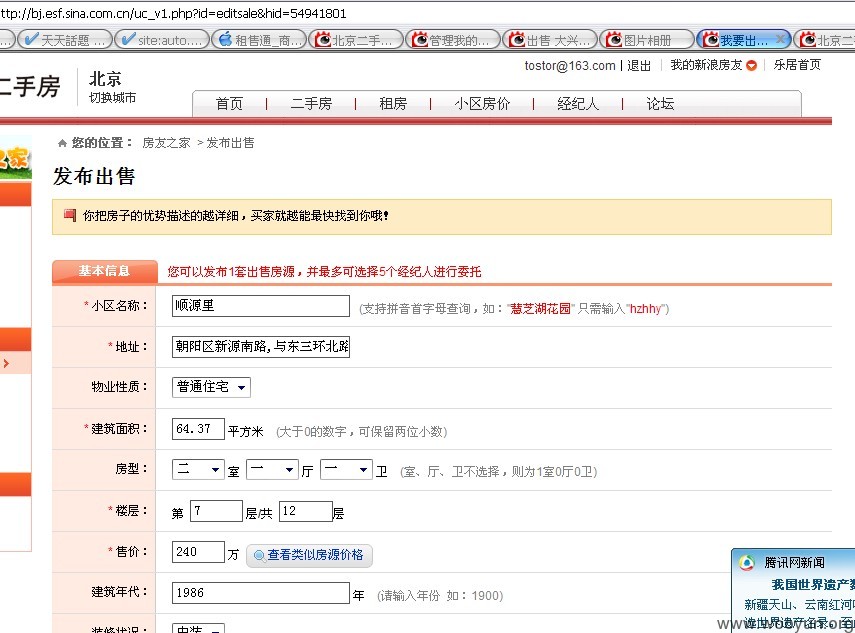 ttp://bj.esf.sina.com.cn/uc_v1.php?id=editsale&hid=54941801
... 天天话题 ... site:auto.... 租售通_商... 北京二手... 管理我的... 出售 大兴... 图片相册 我要出... 北京二
tostor@163.com | 退出 我的新浪房友 乐居首页
二手房 北京
切换城市
首页 二手房 租房 小区房价 经纪人 论坛
之家
您的位置： 房友之家 > 发布出售
发布出售
你把房子的优势描述的越详细，买家就越能最快找到你哦！
基本信息 您可以发布1套出售房源，并最多可选择5个经纪人进行委托
* 小区名称： 顺源里 (支持拼音首字母查询，如："慧芝湖花园" 只需输入"hzhhy")
* 地址： 朝阳区新源南路,与东三环北路
物业性质： 普通住宅
* 建筑面积： 64.37 平方米 (大于0的数字，可保留两位小数)
房型： 二 室 一 厅 一 卫 (室、厅、卫不选择，则为1室0厅0卫)
* 楼层： 第 7 层/共 12 层
* 售价： 240 万 查看类似房源价格
建筑年代： 1986 年 (请输入年份 如：1900)
装修状况： 中装
腾讯网新闻
我国世界遗产数
新疆天山、云南红河
www.wooyun.org